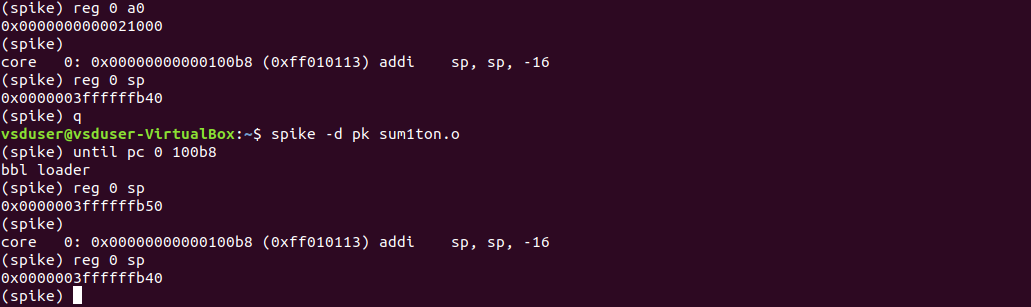 (spike) reg 0 a0
0x0000000000021000
(spike)
core   0: 0x00000000000100b8 (0xff010113) addi    sp, sp, -16
(spike) reg 0 sp
0x0000003ffffffb40
(spike) q
vsduser@vsduser-VirtualBox:~$ spike -d pk sum1ton.o
(spike) until pc 0 100b8
bbl loader
(spike) reg 0 sp
0x0000003ffffffb50
(spike)
core   0: 0x00000000000100b8 (0xff010113) addi    sp, sp, -16
(spike) reg 0 sp
0x0000003ffffffb40
(spike)